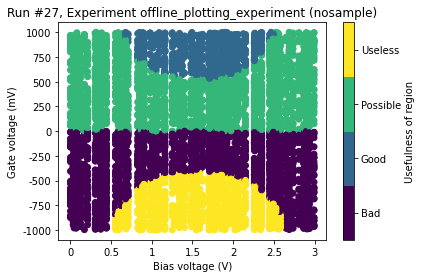 Run #27, Experiment offline_plotting_experiment (nosample)
1000
750
500
250
0
-250
-500
-750
-1000
Gate voltage (mV)
0
0.5
1
1.5
2
2.5
3
Bias voltage (V)
Useless
Possible
Good
Bad
Usefulness of region